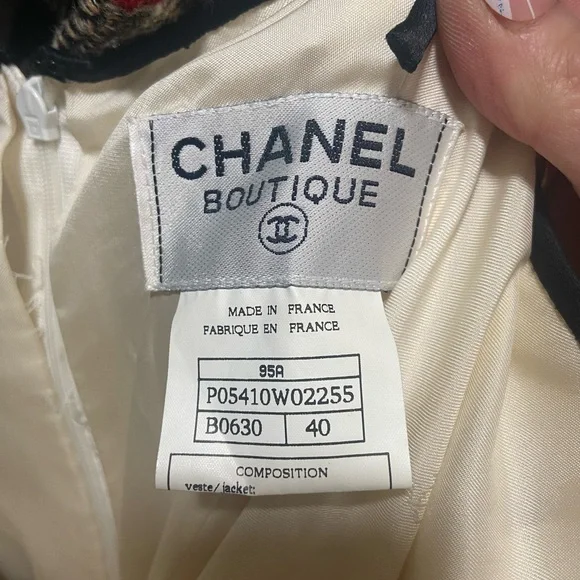 CHANEL
BOUTIQUE
MADE IN FRANCE
FABRIQUE EN FRANCE
95A
P05410W02255
B0630 40
COMPOSITION
veste/jacket: